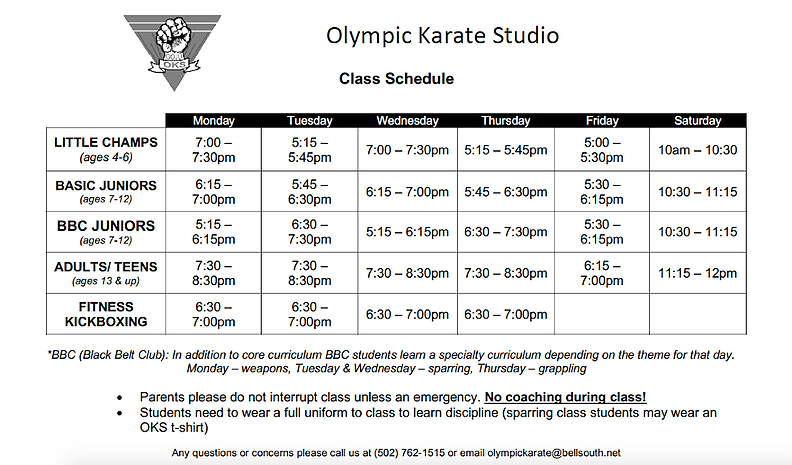 OKS
Olympic Karate Studio
Class Schedule
Monday Tuesday Wednesday Thursday Friday Saturday
LITTLE CHAMPS
(ages 4-6)
7:00 –
7:30pm
5:15 –
5:45pm
7:00 – 7:30pm
5:15 – 5:45pm
5:00 –
5:30pm
10am – 10:30
BASIC JUNIORS
(ages 7-12)
6:15 –
7:00pm
5:45 –
6:30pm
6:15 – 7:00pm
5:45 – 6:30pm
5:30 –
6:15pm
10:30 – 11:15
BBC JUNIORS
(ages 7-12)
5:15 –
6:15pm
6:30 –
7:30pm
5:15 – 6:15pm
6:30 – 7:30pm
5:30 –
6:15pm
10:30 – 11:15
ADULTS/ TEENS
(ages 13 & up)
7:30 –
8:30pm
7:30 –
8:30pm
7:30 – 8:30pm
7:30 – 8:30pm
6:15 –
7:00pm
11:15 – 12pm
FITNESS
KICKBOXING
6:30 –
7:00pm
6:30 –
7:00pm
6:30 – 7:00pm
6:30 – 7:00pm
*BBC (Black Belt Club): In addition to core curriculum BBC students learn a specialty curriculum depending on the theme for that day.
Monday – weapons, Tuesday & Wednesday – sparring, Thursday – grappling
• Parents please do not interrupt class unless an emergency. No coaching during class!
• Students need to wear a full uniform to class to learn discipline (sparring class students may wear an
OKS t-shirt)
Any questions or concerns please call us at (502) 762-1515 or email olympickarate@bellsouth.net